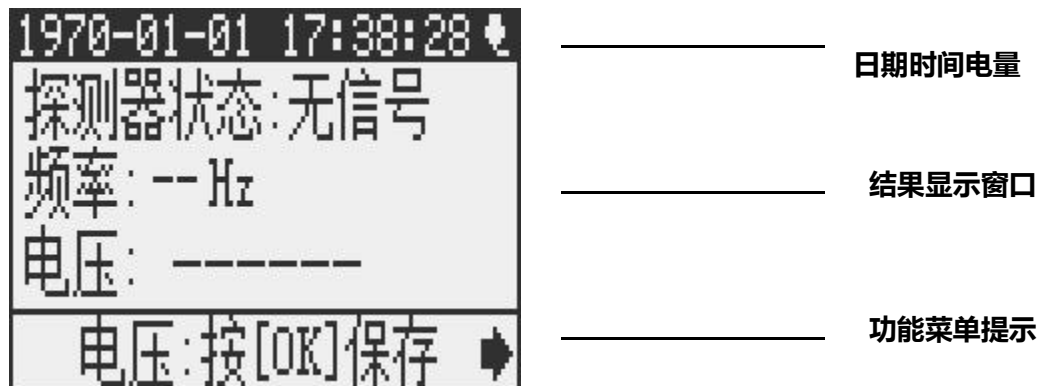 1970-01-01 17:38:28
日期时间电量
探测器状态:无信号
频率: --Hz
结果显示窗口
电压: ------
电压:按[OK]保存
功能菜单提示